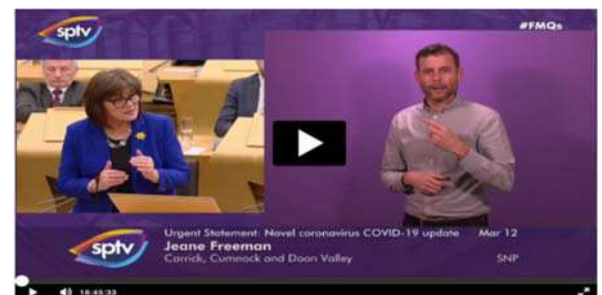 sptv
#FMQs
Urgent Statement: Novel coronavirus COVID-19 update Mar 12
sptv
Jeane Freeman
Carrick, Cumnock and Doon Valley SNP
16:45:33